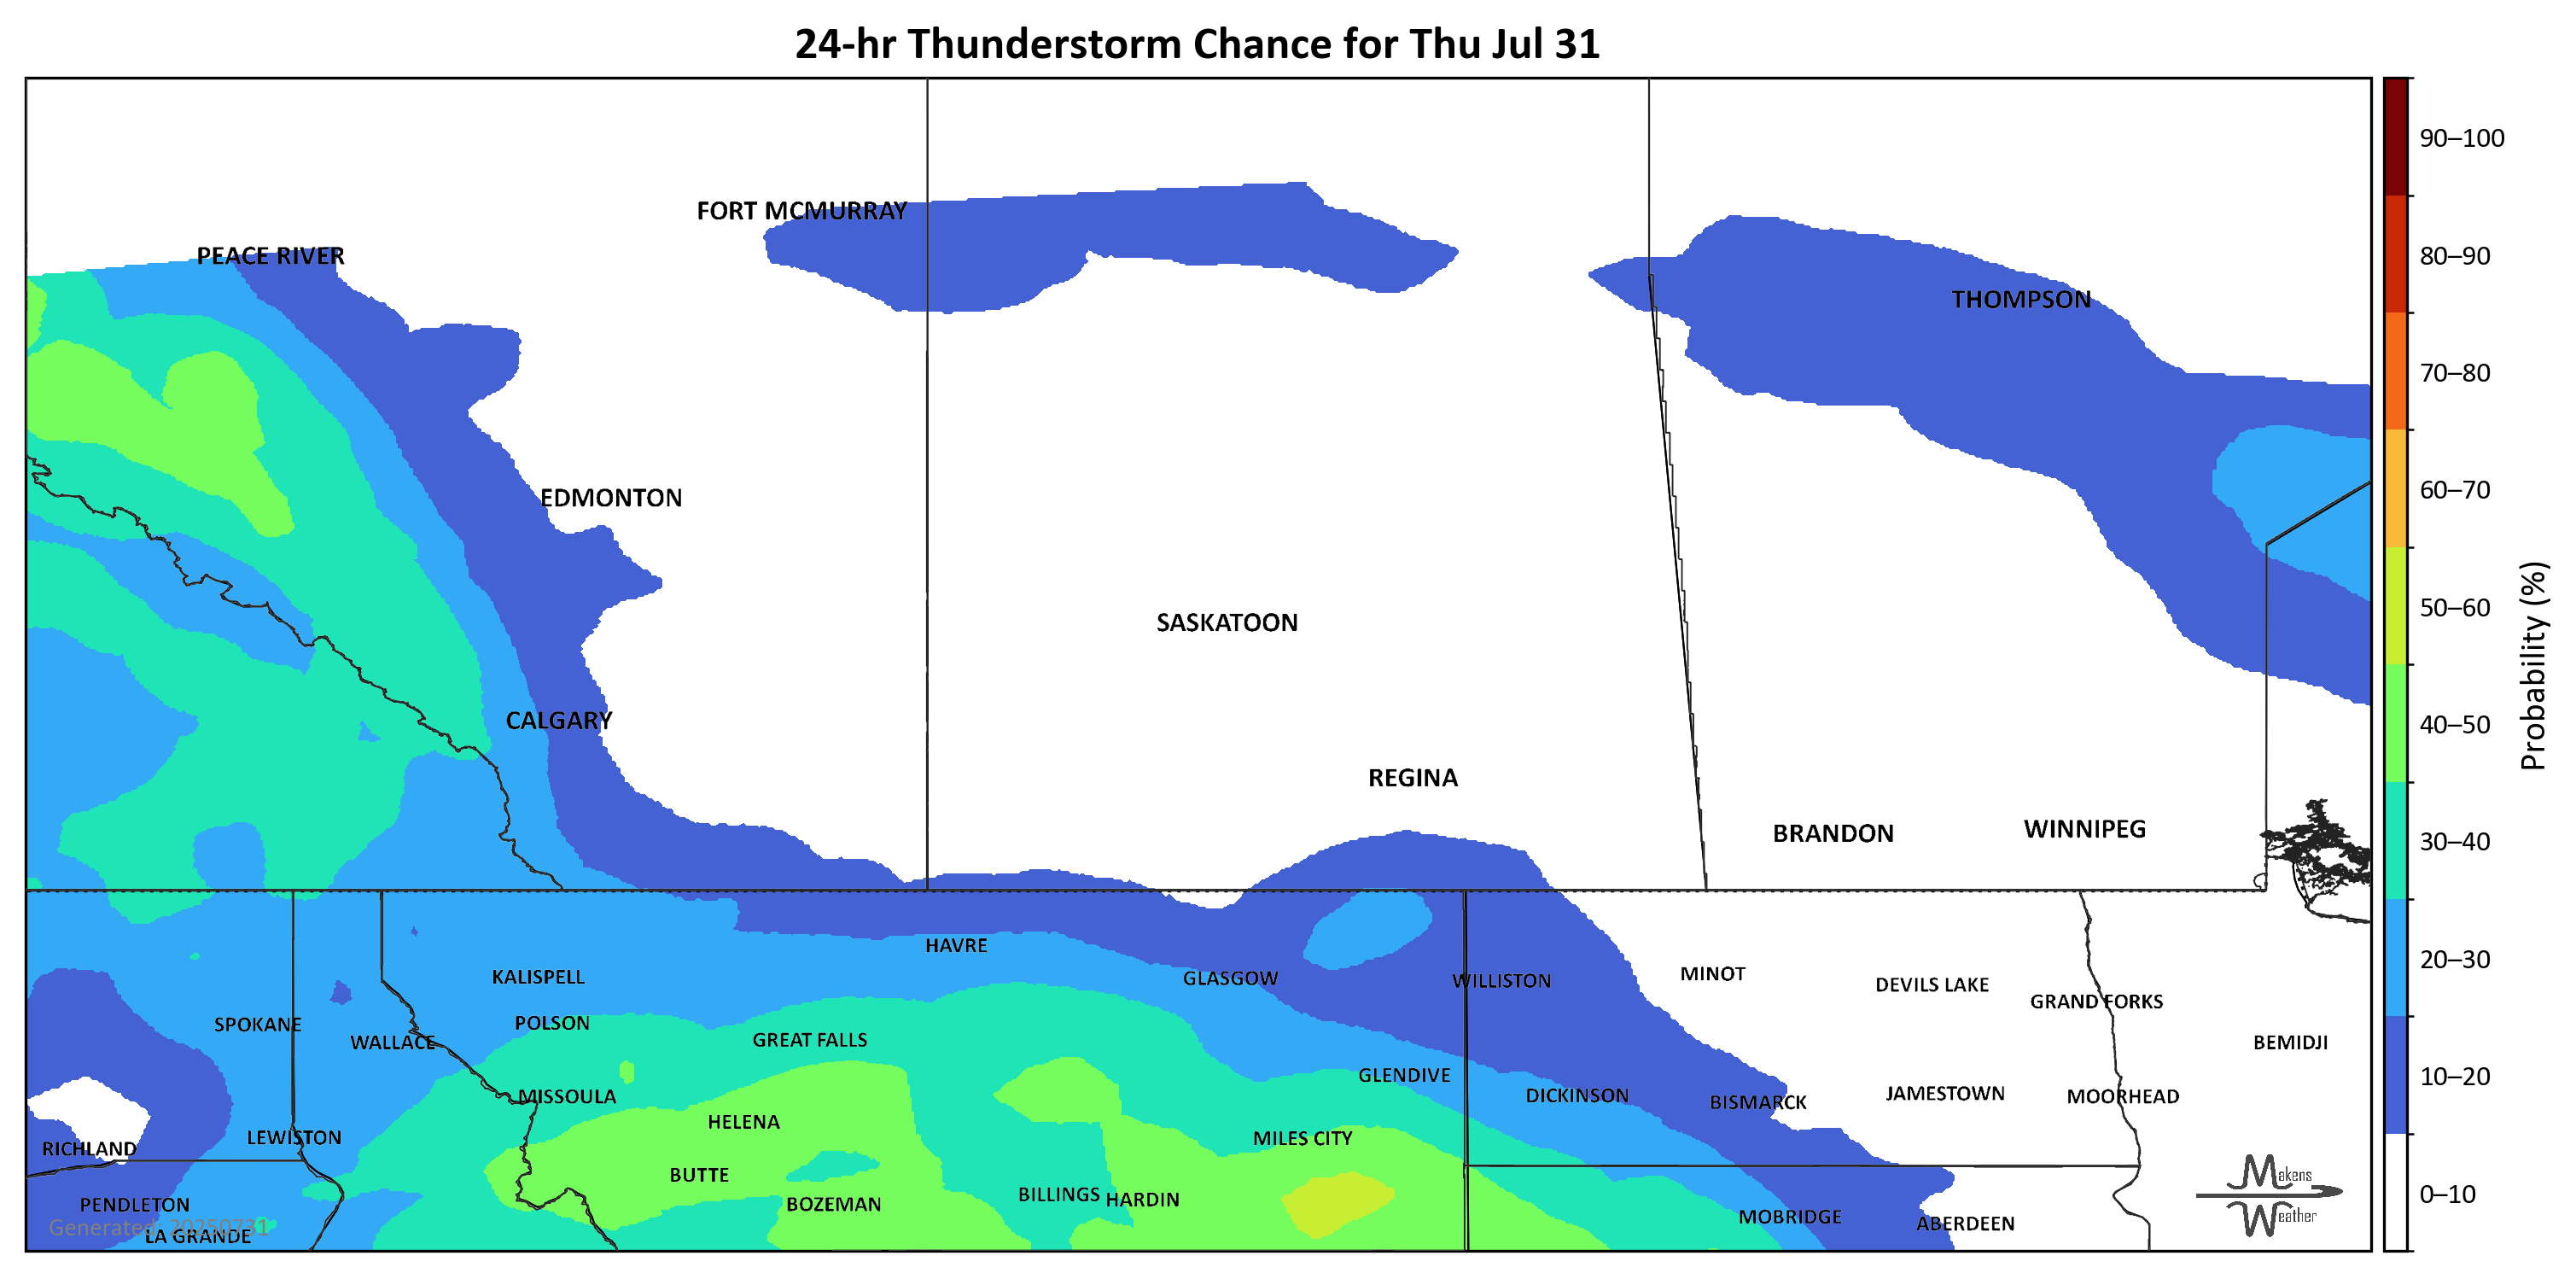 24-hr Thunderstorm Chance for Thu Jul 31
90–100
FORT MCMURRAY
PEACE RIVER
80–90
THOMPSON
70–80
EDMONTON
60–70
SASKATOON
50–60
Probability (%)
CALGARY
40–50
REGINA
BRANDON
WINNIPEG
30–40
HAVRE
KALISPELL
GLASGOW
WILLISTON
MINOT
DEVILS LAKE
20–30
GRAND FORKS
SPOKANE
POLSON
WALLACE
GREAT FALLS
BEMIDJI
GLENDIVE
10–20
MISSOULA
DICKINSON
BISMARCK
JAMESTOWN
MOORHEAD
HELENA
LEWISTON
MILES CITY
RICHLAND
BUTTE
Makens
Weather
PENDLETON
BOZEMAN
BILLINGS
HARDIN
0–10
MOBRIDGE
ABERDEEN
Generated: 20250731
LA GRANDE